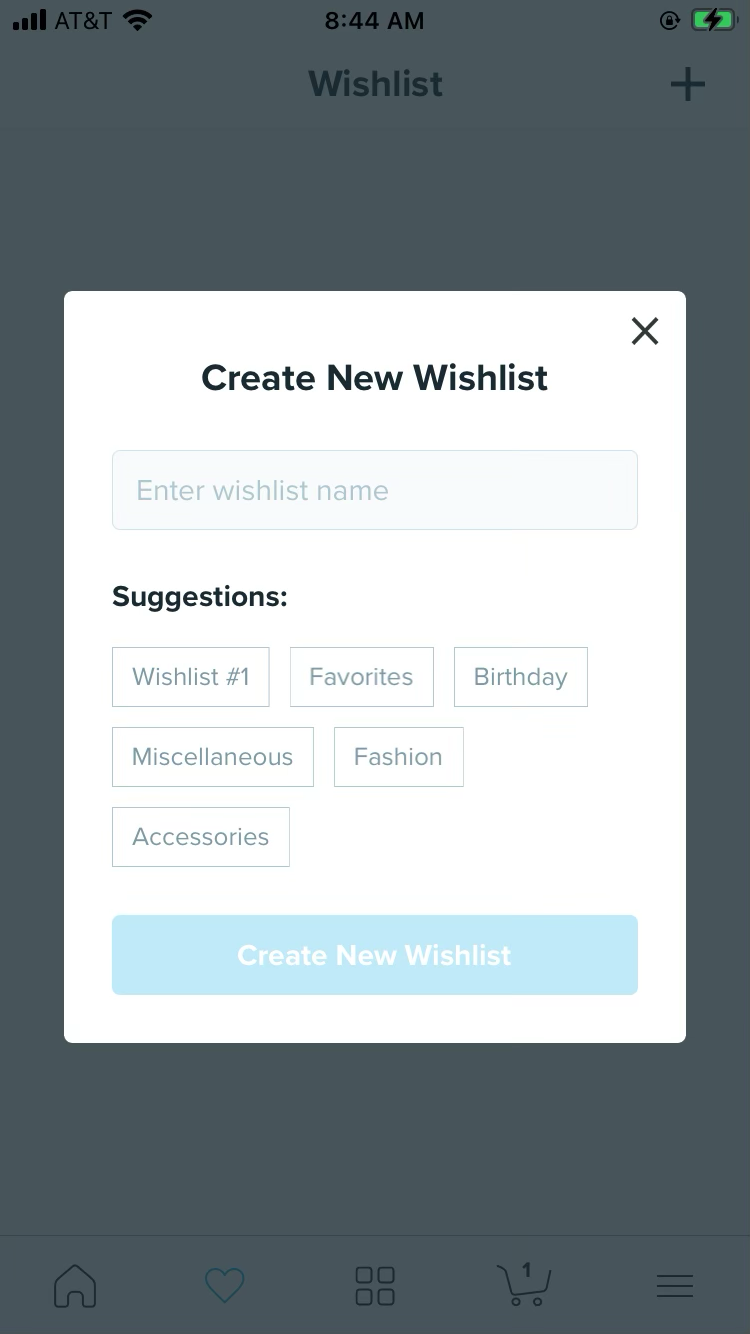 AT&T 8:44 AM
Wishlist
Create New Wishlist
Enter wishlist name
Suggestions:
Wishlist #1 Favorites Birthday
Miscellaneous Fashion
Accessories
Create New Wishlist
1